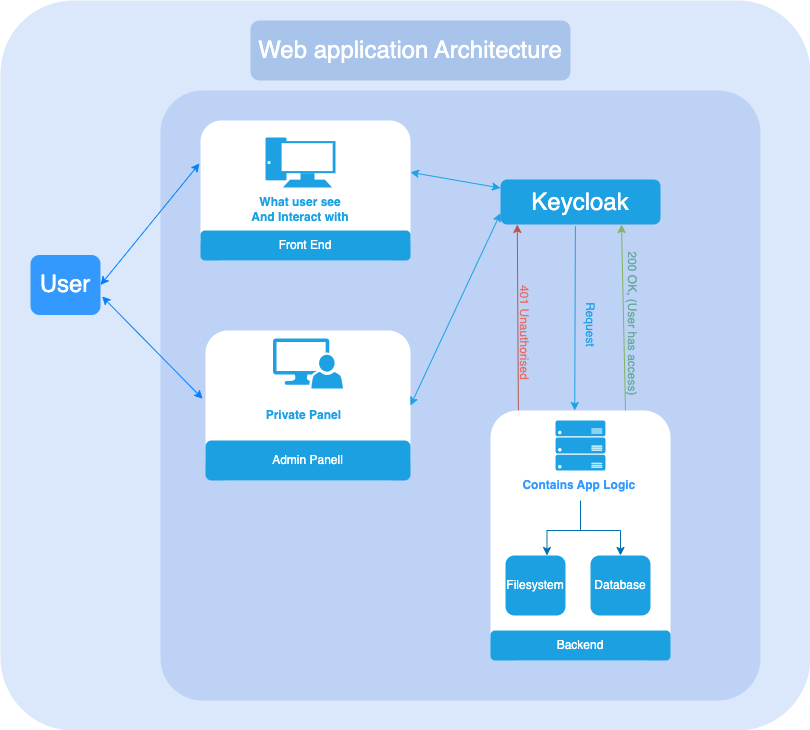 Web application Architecture
What user see
And Interact with
Front End
Keycloak
User
401 Unauthorised
Request
200 OK, (User has access)
Private Panel
Admin Panell
Contains App Logic
Filesystem
Database
Backend